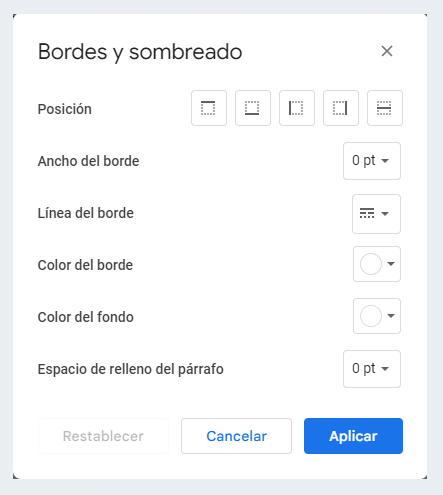 Bordes y sombreado
Posición
Ancho del borde 0 pt
Línea del borde
Color del borde
Color del fondo
Espacio de relleno del párrafo 0 pt
Restablecer Cancelar Aplicar